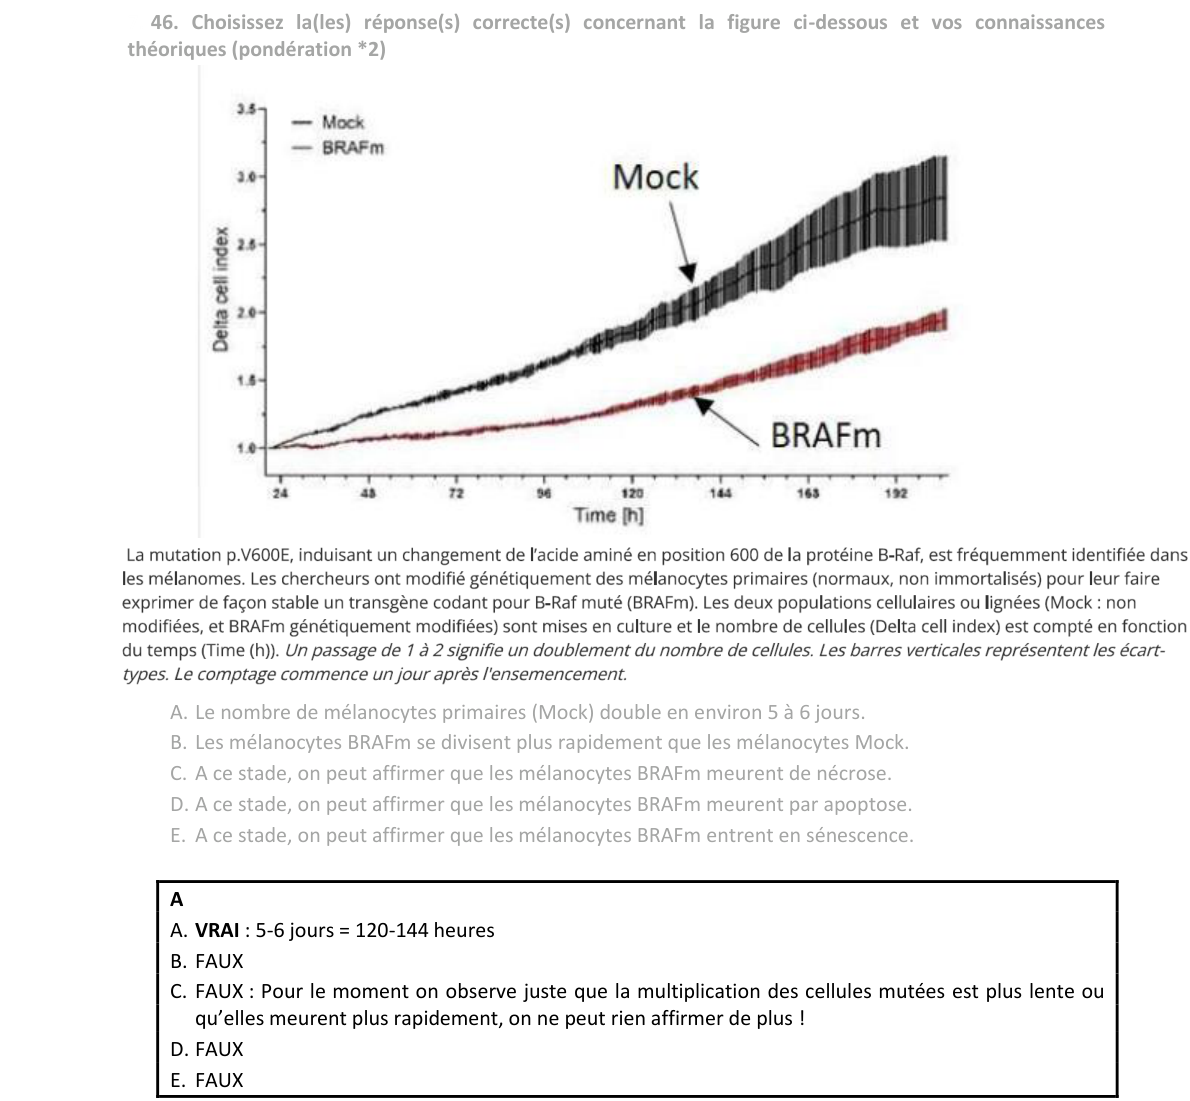 46. Choisissez la(les) réponse(s) correcte(s) concernant la figure ci-dessous et vos connaissances
théoriques (pondération *2)
3.5
Mock
BRAFm
Mock
3.0
2.5
Delta cell index
2.0
1.5
BRAFm
1.0
24 48 72 96 120 144 168 192
Time [h]
La mutation p.V600E, induisant un changement de l'acide aminé en position 600 de la protéine B-Raf, est fréquemment identifiée dans
les mélanomes. Les chercheurs ont modifié génétiquement des mélanocytes primaires (normaux, non immortalisés) pour leur faire
exprimer de façon stable un transgène codant pour B-Raf muté (BRAFm). Les deux populations cellulaires ou lignées (Mock : non
modifiées, et BRAFm génétiquement modifiées) sont mises en culture et le nombre de cellules (Delta cell index) est compté en fonction
du temps (Time (h)). Un passage de 1 à 2 signifie un doublement du nombre de cellules. Les barres verticales représentent les écart-
types. Le comptage commence un jour après l'ensemencement.
A. Le nombre de mélanocytes primaires (Mock) double en environ 5 à 6 jours.
B. Les mélanocytes BRAFm se divisent plus rapidement que les mélanocytes Mock.
C. A ce stade, on peut affirmer que les mélanocytes BRAFm meurent de nécrose.
D. A ce stade, on peut affirmer que les mélanocytes BRAFm meurent par apoptose.
E. A ce stade, on peut affirmer que les mélanocytes BRAFm entrent en sénescence.
A
A. VRAI : 5-6 jours = 120-144 heures
B. FAUX
C. FAUX : Pour le moment on observe juste que la multiplication des cellules mutées est plus lente ou
qu'elles meurent plus rapidement, on ne peut rien affirmer de plus !
D. FAUX
E. FAUX